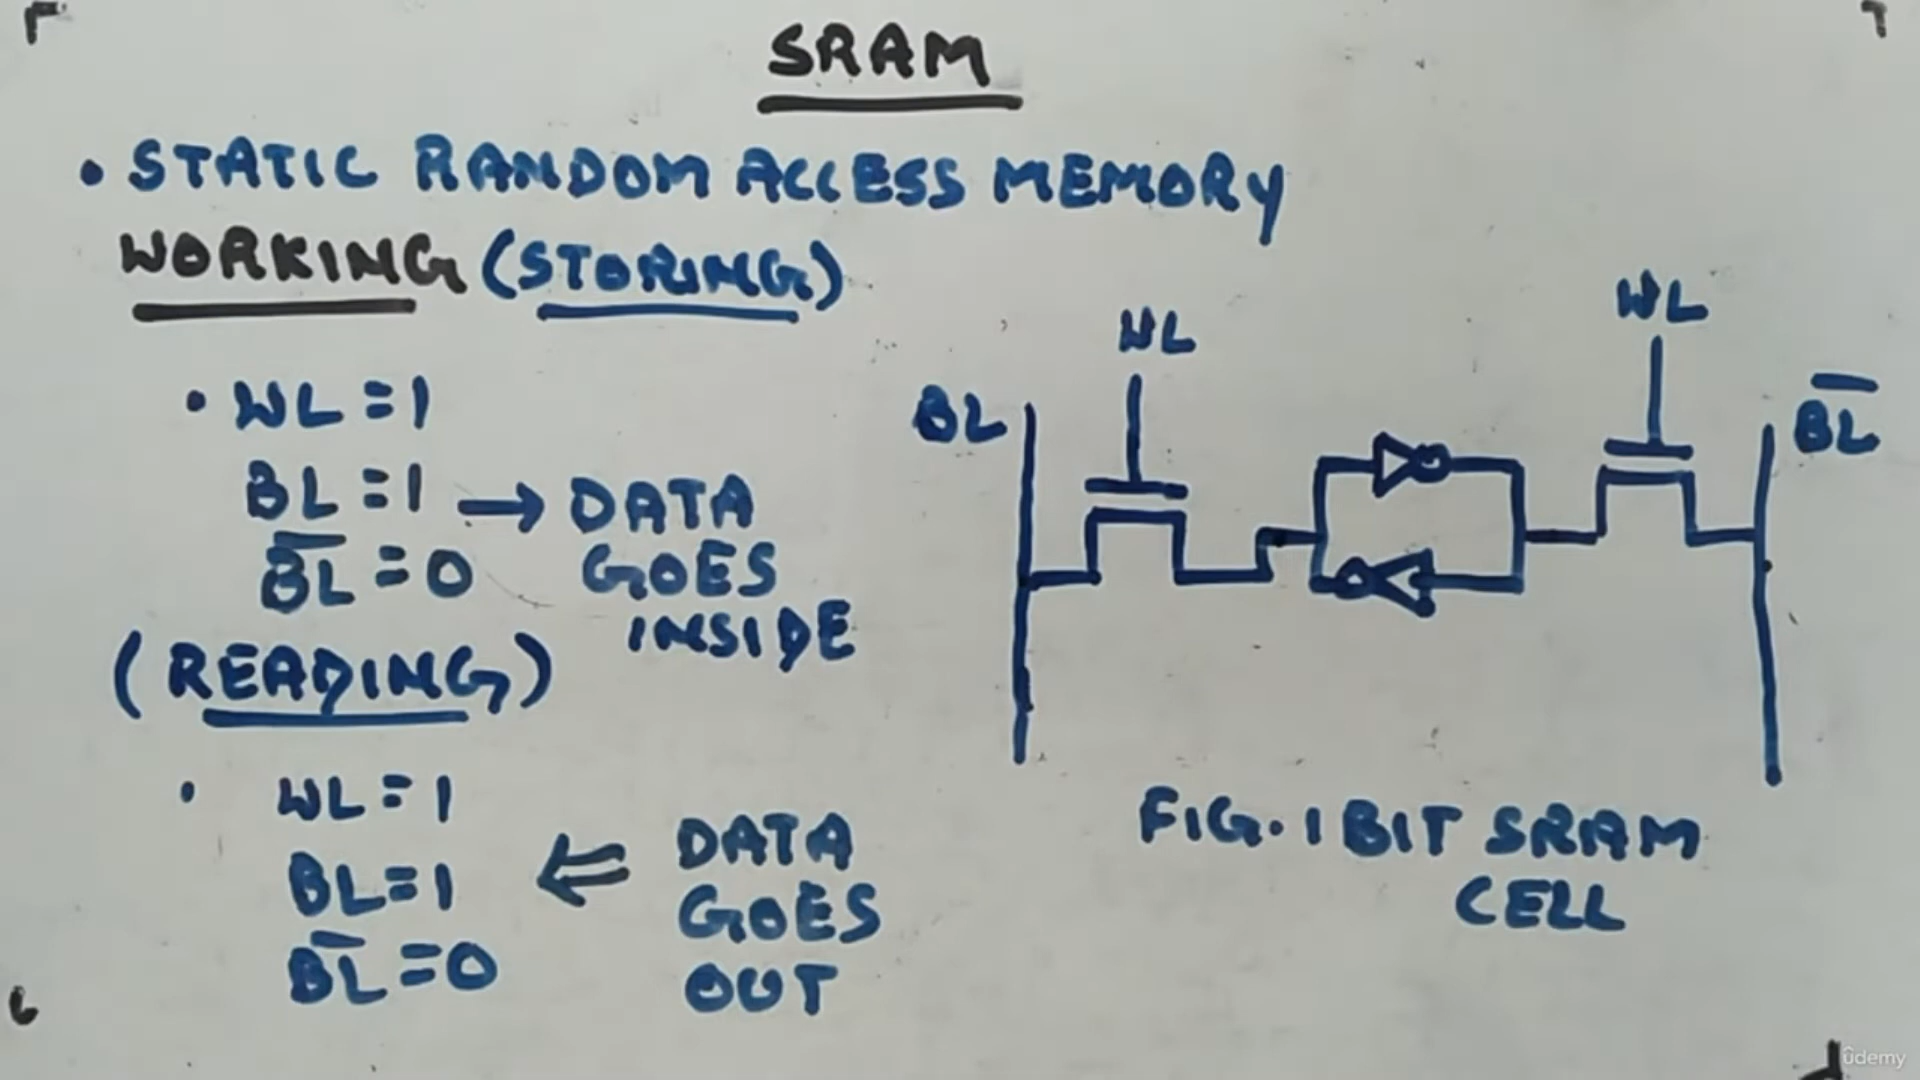 SRAM
• STATIC RANDOM ACCESS MEMORY
WORKING (STORING)
• WL = 1
BL = 1 → DATA
B̅L̅ = 0 GOES
INSIDE
(READING)
• WL = 1
BL = 1 ⇐ DATA
GOES
B̅L̅ = 0 OUT
WL
WL
BL
B̅L̅
FIG. 1 BIT SRAM
CELL
ûdemy